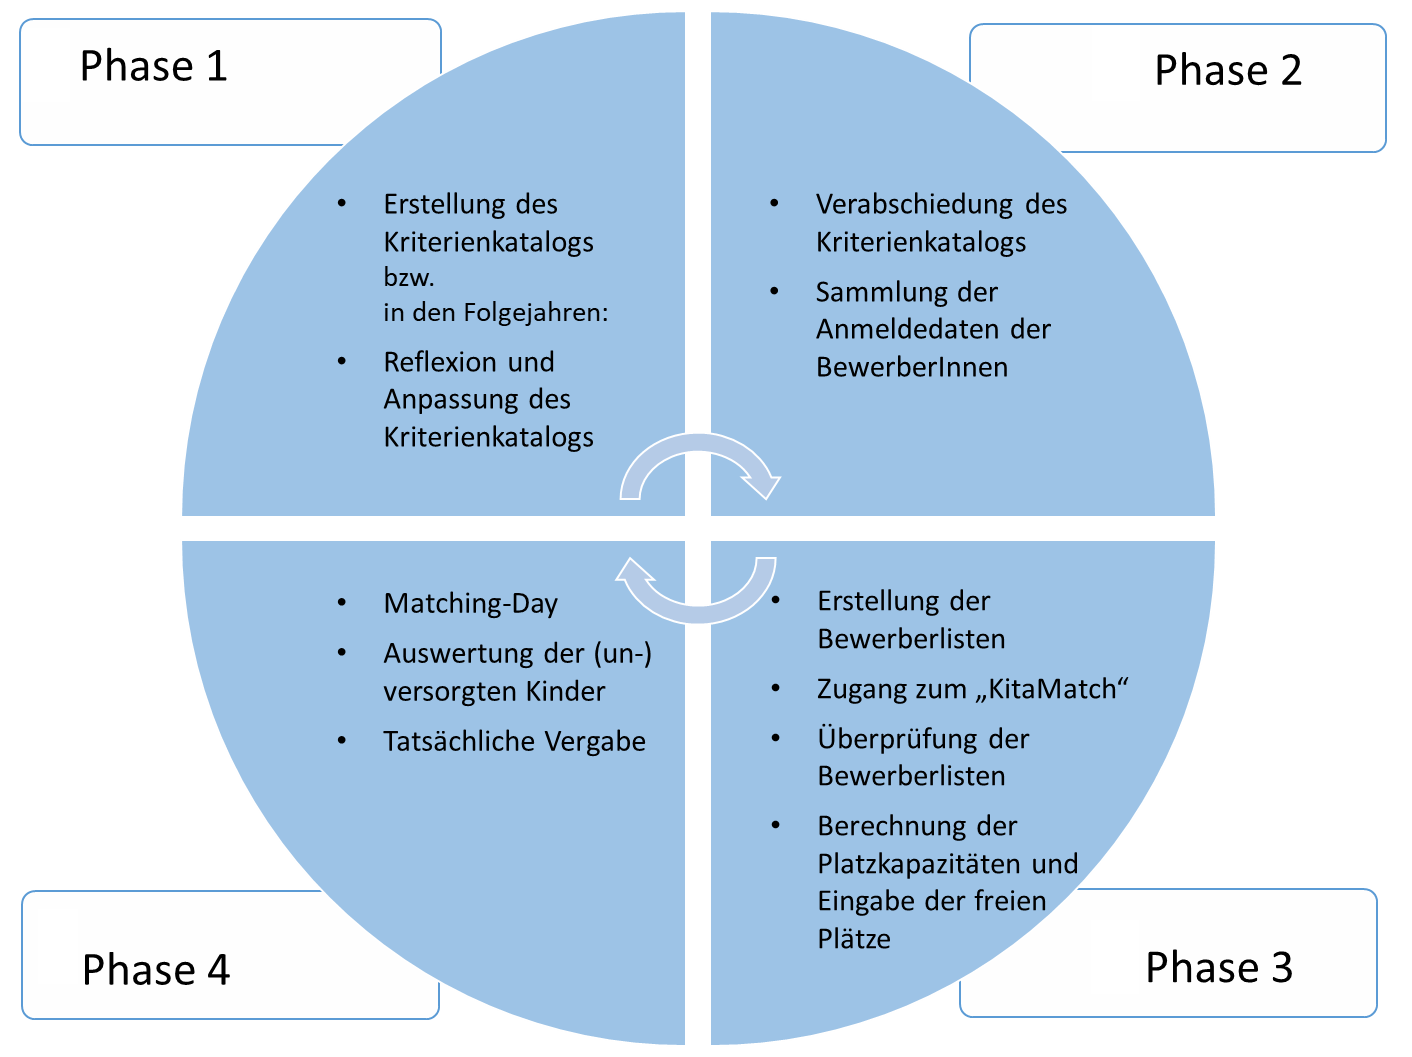 Phase 1
• Erstellung des
Kriterienkatalogs
bzw.
in den Folgejahren:
• Reflexion und
Anpassung des
Kriterienkatalogs
Phase 2
• Verabschiedung des
Kriterienkatalogs
• Sammlung der
Anmeldedaten der
BewerberInnen
Phase 3
• Erstellung der
Bewerberlisten
• Zugang zum „KitaMatch“
• Überprüfung der
Bewerberlisten
• Berechnung der
Platzkapazitäten und
Eingabe der freien
Plätze
Phase 4
• Matching-Day
• Auswertung der (un-)
versorgten Kinder
• Tatsächliche Vergabe